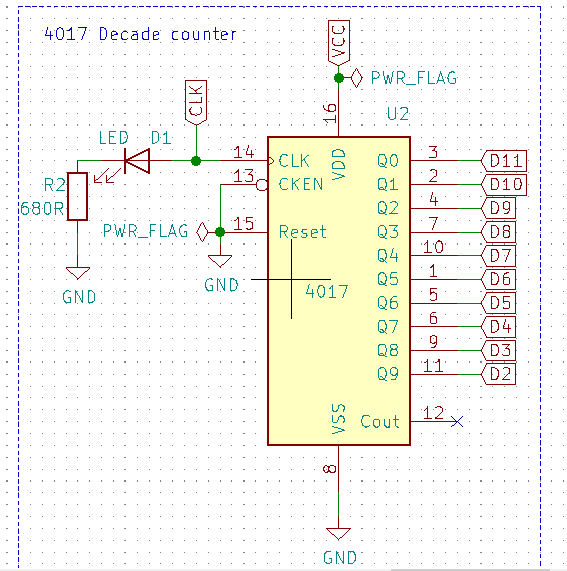 4017 Decade counter
VCC
PWR_FLAG
16
U2
CLK
LED D1
R2
680R
GND
14
13
15
PWR_FLAG
GND
CLK
CKEN
Reset
VDD
4017
VSS
Q0 3 D11
Q1 2 D10
Q2 4 D9
Q3 7 D8
Q4 10 D7
Q5 1 D6
Q6 5 D5
Q7 6 D4
Q8 9 D3
Q9 11 D2
Cout 12
8
GND